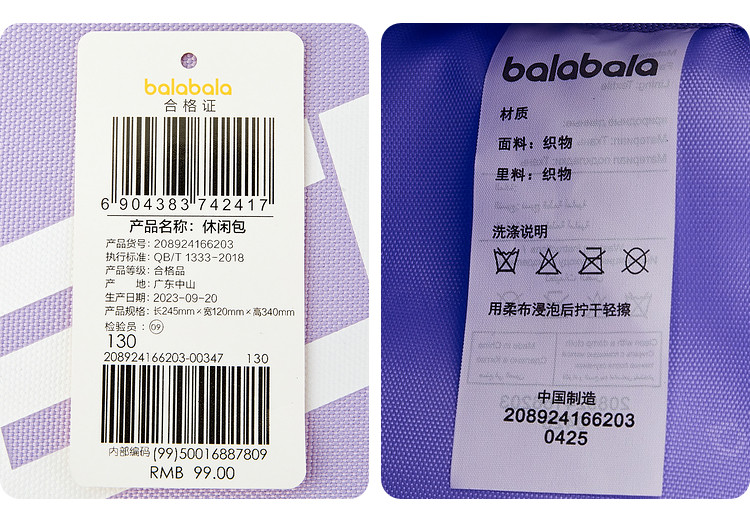 balabala
合格证
6 904383 742417
产品名称：休闲包
产品货号：208924166203
执行标准：QB/T 1333-2018
产品等级：合格品
产　地：广东中山
生产日期：2023-09-20
产品规格：长245mm×宽120mm×高340mm
检验员：09
130
208924166203-00347 130
内部编码 (99)50016887809
RMB 99.00
balabala
材质
面料：织物
里料：织物
洗涤说明
用柔布浸泡后拧干轻擦
中国制造
208924166203
0425